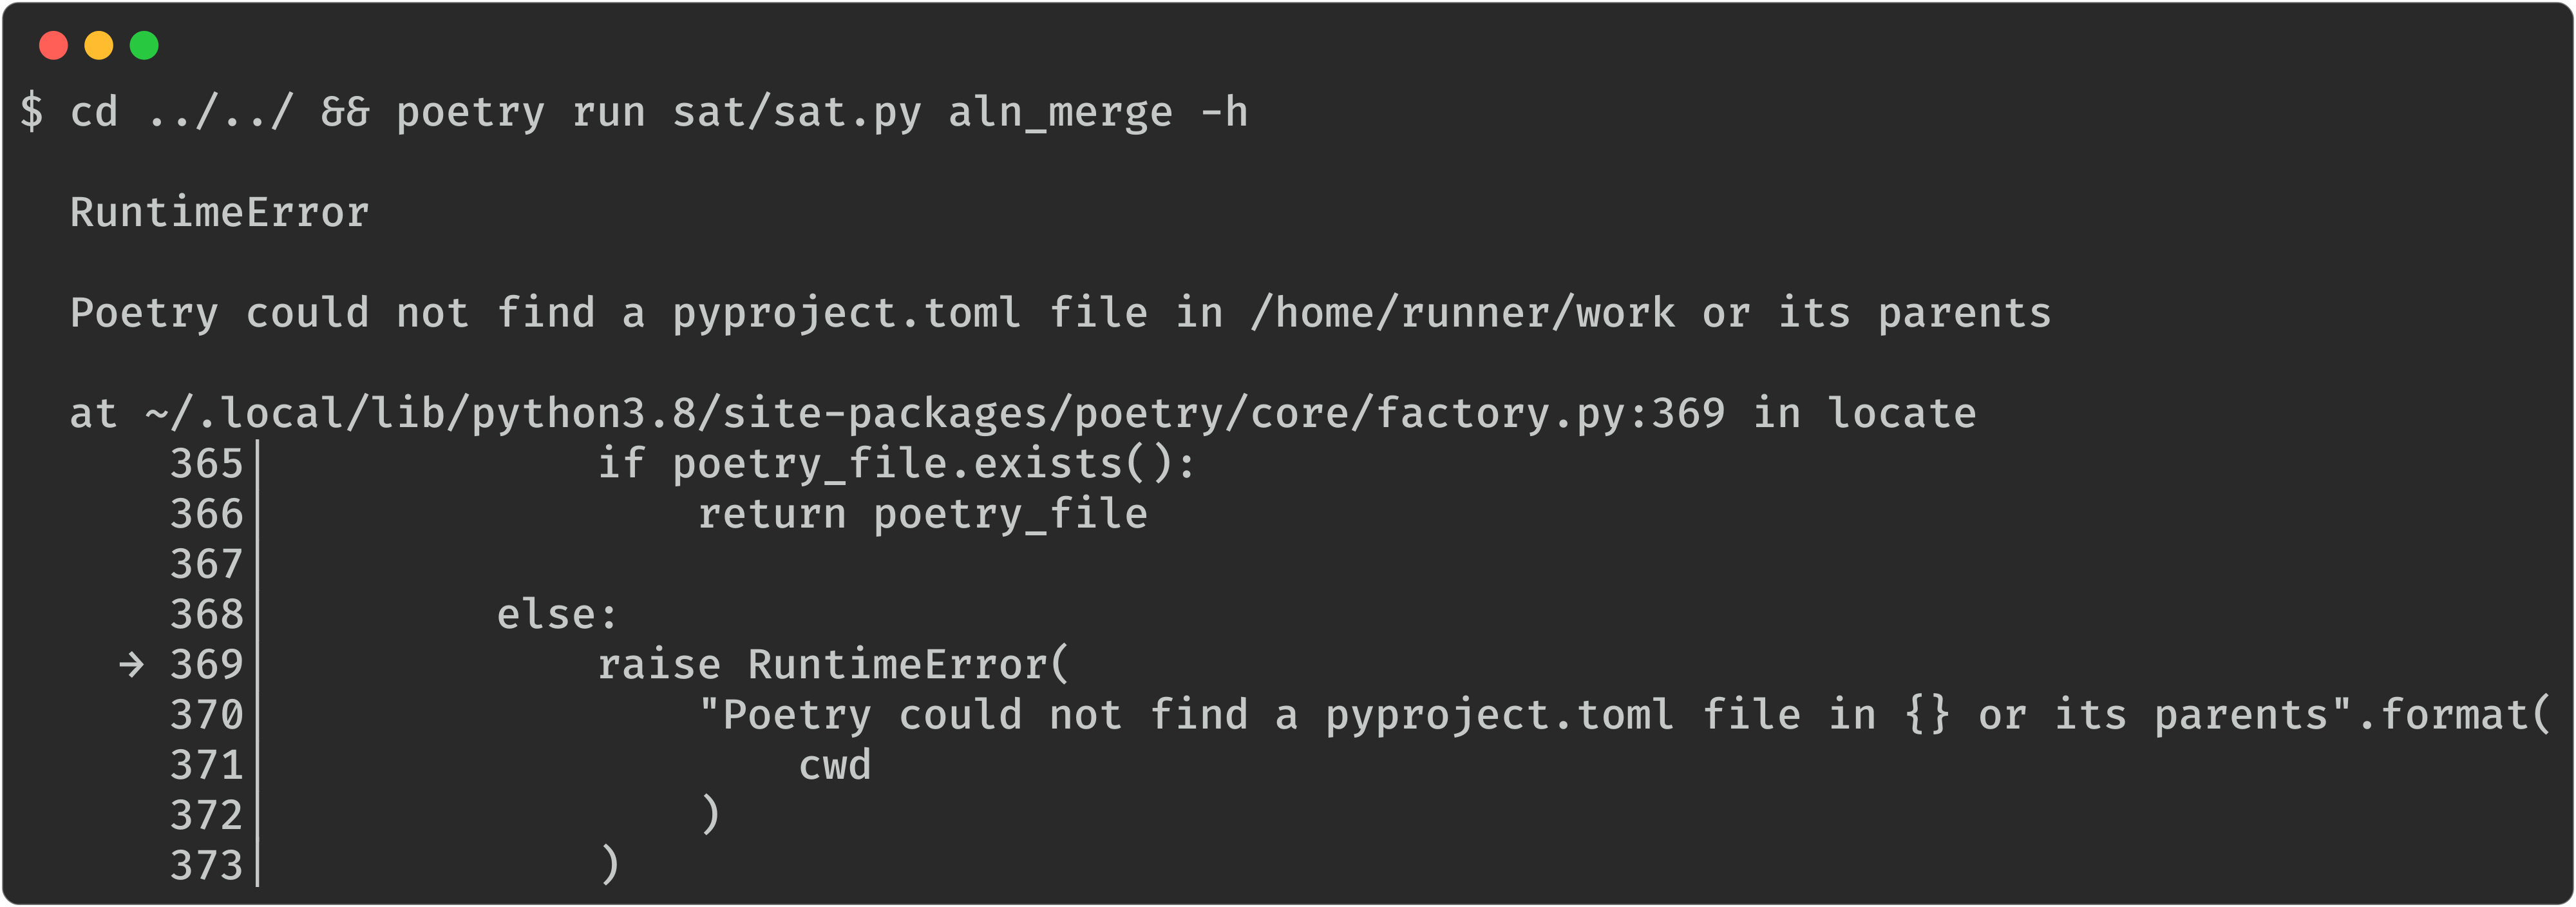 $ cd ../../ && poetry run sat/sat.py aln_merge -h
RuntimeError
Poetry could not find a pyproject.toml file in /home/runner/work or its parents
at ~/.local/lib/python3.8/site-packages/poetry/core/factory.py:369 in locate
365│             if poetry_file.exists():
366│                 return poetry_file
367│
368│         else:
→ 369│             raise RuntimeError(
370│                 "Poetry could not find a pyproject.toml file in {} or its parents".format(
371│                     cwd
372│                 )
373│             )